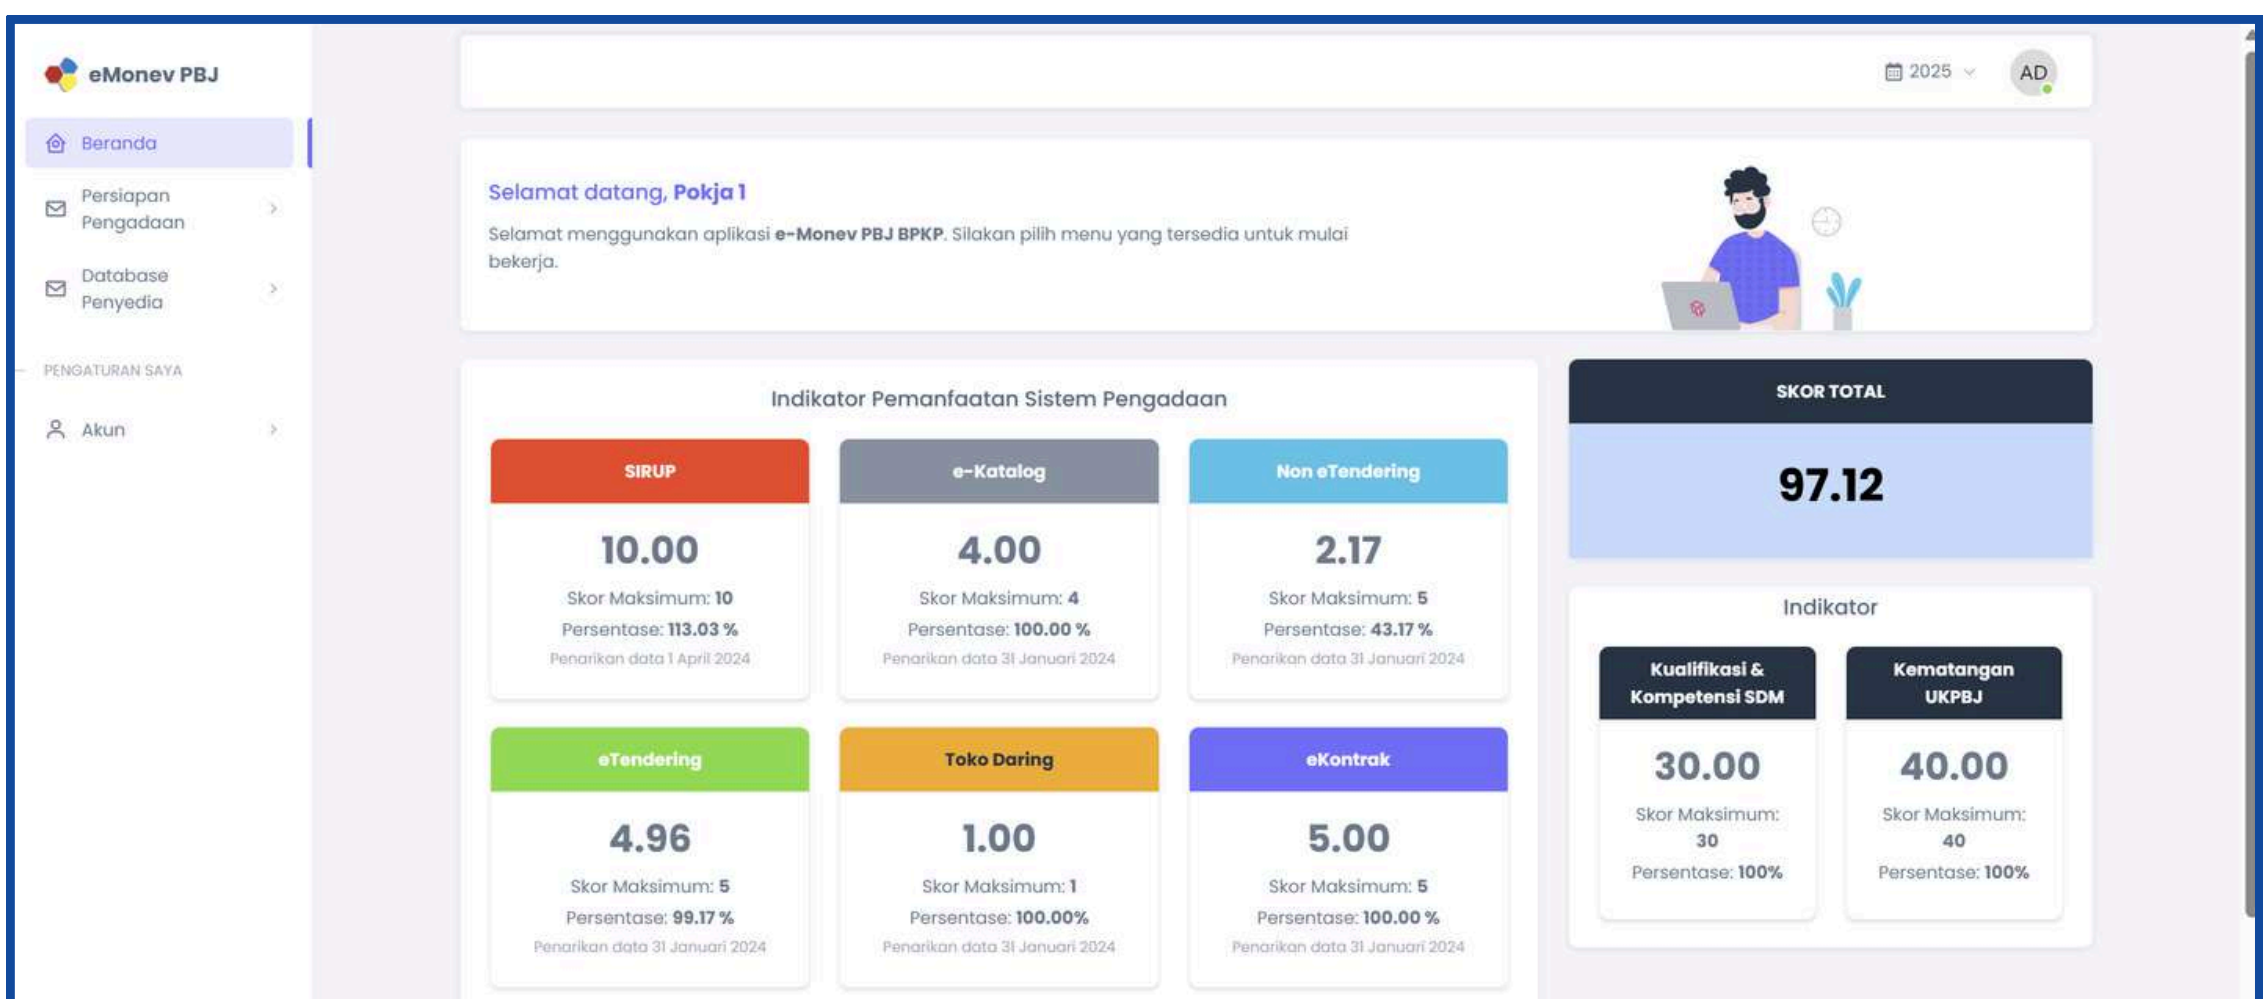 eMonev PBJ
Beranda
Persiapan
Pengadaan
Database
Penyedia
PENGATURAN SAYA
Akun
2025
AD
Selamat datang, Pokja 1
Selamat menggunakan aplikasi e-Monev PBJ BPKP. Silakan pilih menu yang tersedia untuk mulai
bekerja.
Indikator Pemanfaatan Sistem Pengadaan
SIRUP
10.00
Skor Maksimum: 10
Persentase: 113.03 %
Penarikan data 1 April 2024
e-Katalog
4.00
Skor Maksimum: 4
Persentase: 100.00 %
Penarikan data 31 Januari 2024
Non eTendering
2.17
Skor Maksimum: 5
Persentase: 43.17 %
Penarikan data 31 Januari 2024
eTendering
4.96
Skor Maksimum: 5
Persentase: 99.17 %
Penarikan data 31 Januari 2024
Toko Daring
1.00
Skor Maksimum: 1
Persentase: 100.00%
Penarikan data 31 Januari 2024
eKontrak
5.00
Skor Maksimum: 5
Persentase: 100.00 %
Penarikan data 31 Januari 2024
SKOR TOTAL
97.12
Indikator
Kualifikasi &
Kompetensi SDM
30.00
Skor Maksimum:
30
Persentase: 100%
Kematangan
UKPBJ
40.00
Skor Maksimum:
40
Persentase: 100%